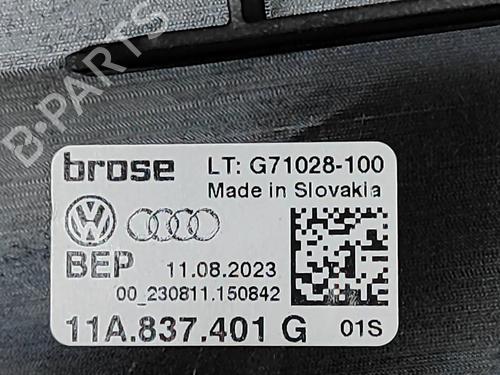 B-PARTS
brose LT: G71028-100
Made in Slovakia
BEP 11.08.2023
00_230811.150842
11A.837.401 G 01S